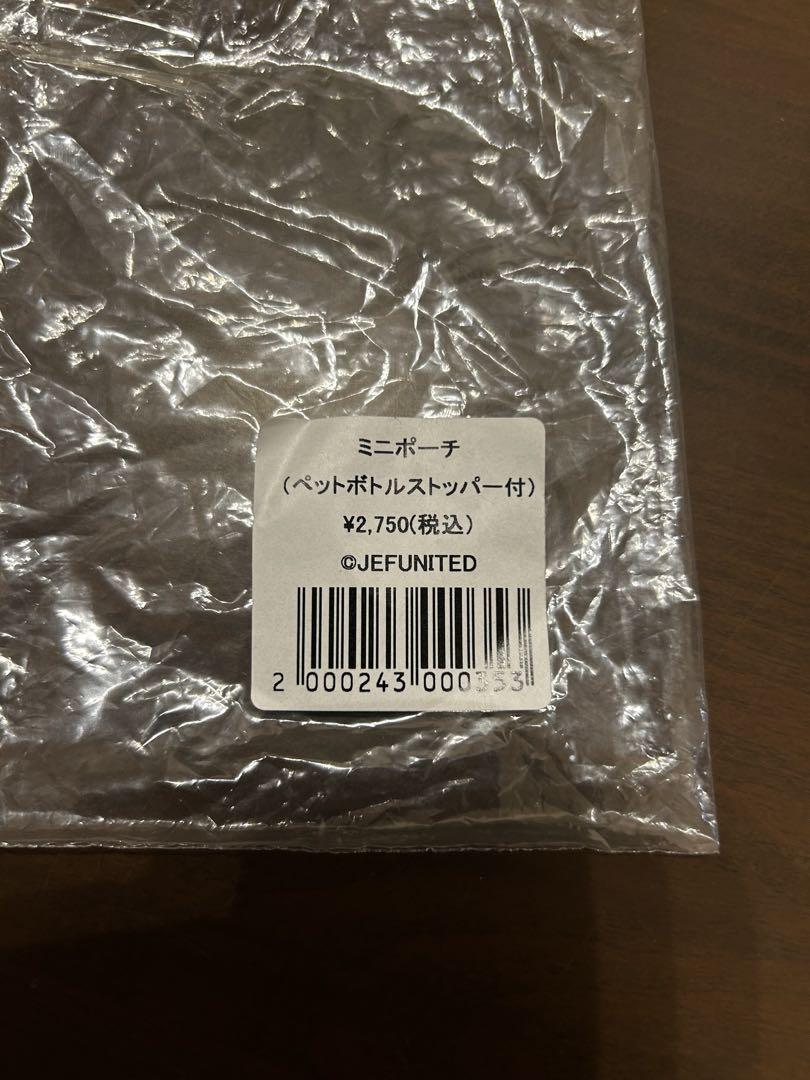 ミニポーチ
(ペットボトルストッパー付)
¥2,750(税込)
©JEFUNITED
2 000243 000353